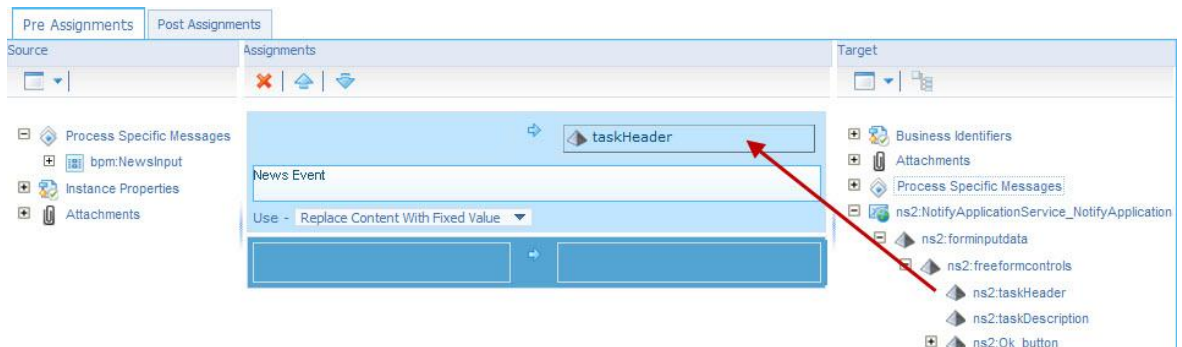 Pre Assignments Post Assignments
Source Assignments Target
Process Specific Messages
bpm:NewsInput
Instance Properties
Attachments
taskHeader
News Event
Use - Replace Content With Fixed Value
Business Identifiers
Attachments
Process Specific Messages
ns2:NotifyApplicationService_NotifyApplication
ns2:forminputdata
ns2:freeformcontrols
ns2:taskHeader
ns2:taskDescription
ns2:Ok_button